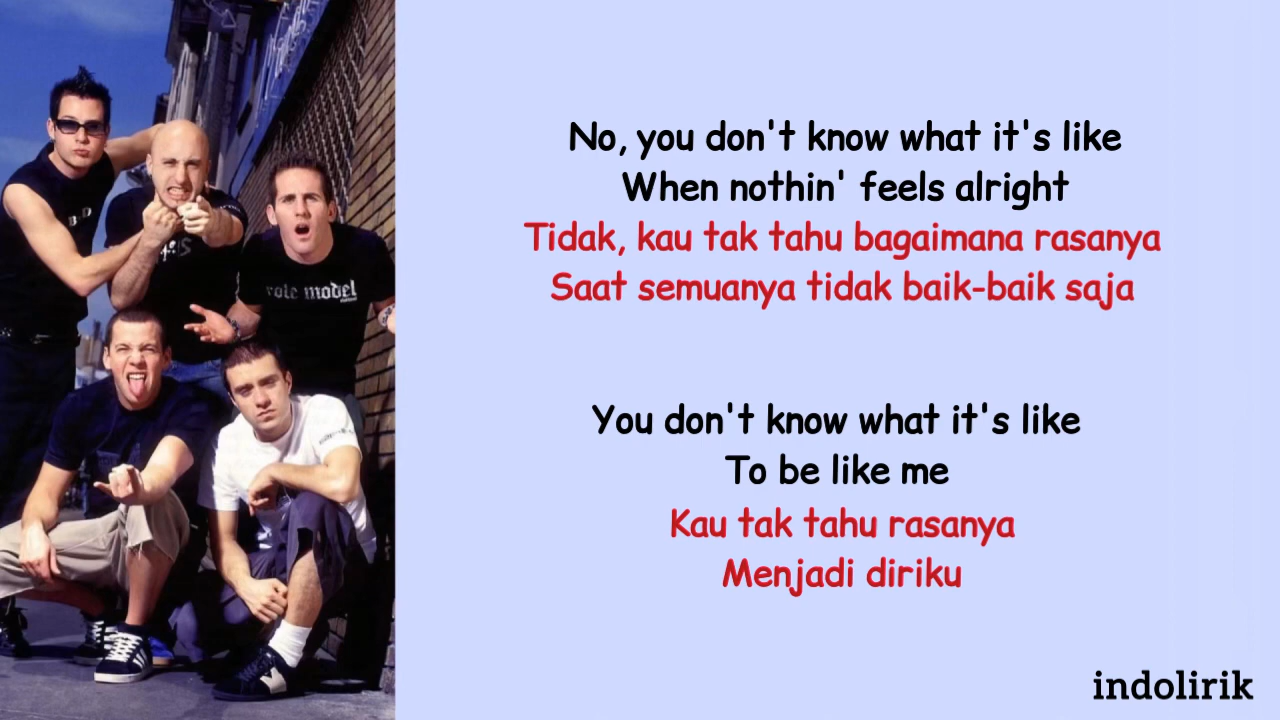 No, you don't know what it's like
When nothin' feels alright
Tidak, kau tak tahu bagaimana rasanya
Saat semuanya tidak baik-baik saja
You don't know what it's like
To be like me
Kau tak tahu rasanya
Menjadi diriku
indolirik
role model